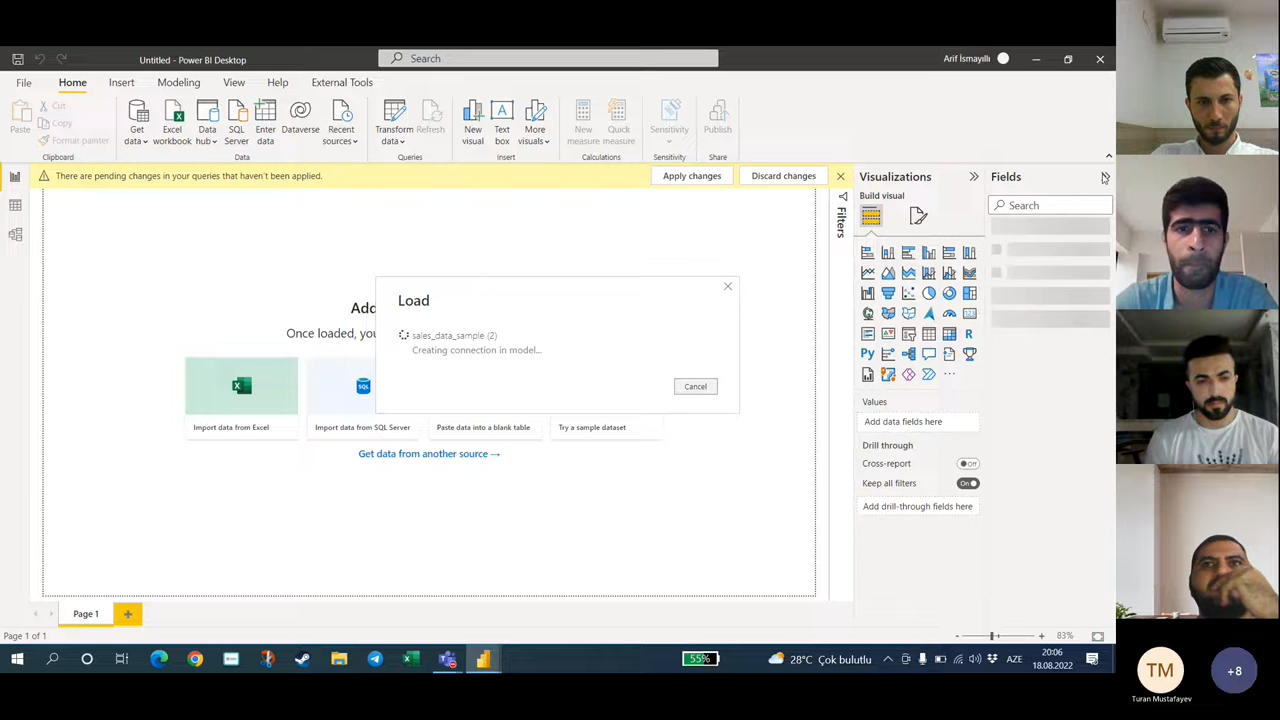 Untitled - Power BI Desktop
Search
Arif İsmayıllı
File
Home
Insert
Modeling
View
Help
External Tools
Paste
Cut
Copy
Format painter
Clipboard
Get data
Excel workbook
Data hub
SQL Server
Enter data
Dataverse
Recent sources
Data
Transform data
Refresh
Queries
New visual
Text box
More visuals
Insert
New measure
Quick measure
Calculations
Sensitivity
Sensitivity
Publish
Share
There are pending changes in your queries that haven't been applied.
Apply changes
Discard changes
Filters
Visualizations
Build visual
Fields
Search
Add
Once loaded, you
Load
sales_data_sample (2)
Creating connection in model...
Cancel
SQL
Import data from Excel
Import data from SQL Server
Paste data into a blank table
Try a sample dataset
Get data from another source →
R
Py
Values
Add data fields here
Drill through
Cross-report
Off
Keep all filters
On
Add drill-through fields here
Page 1
Page 1 of 1
- + 83%
55%
28°C Çok bulutlu
AZE
20:06
18.08.2022
TM
Turan Mustafayev
+8